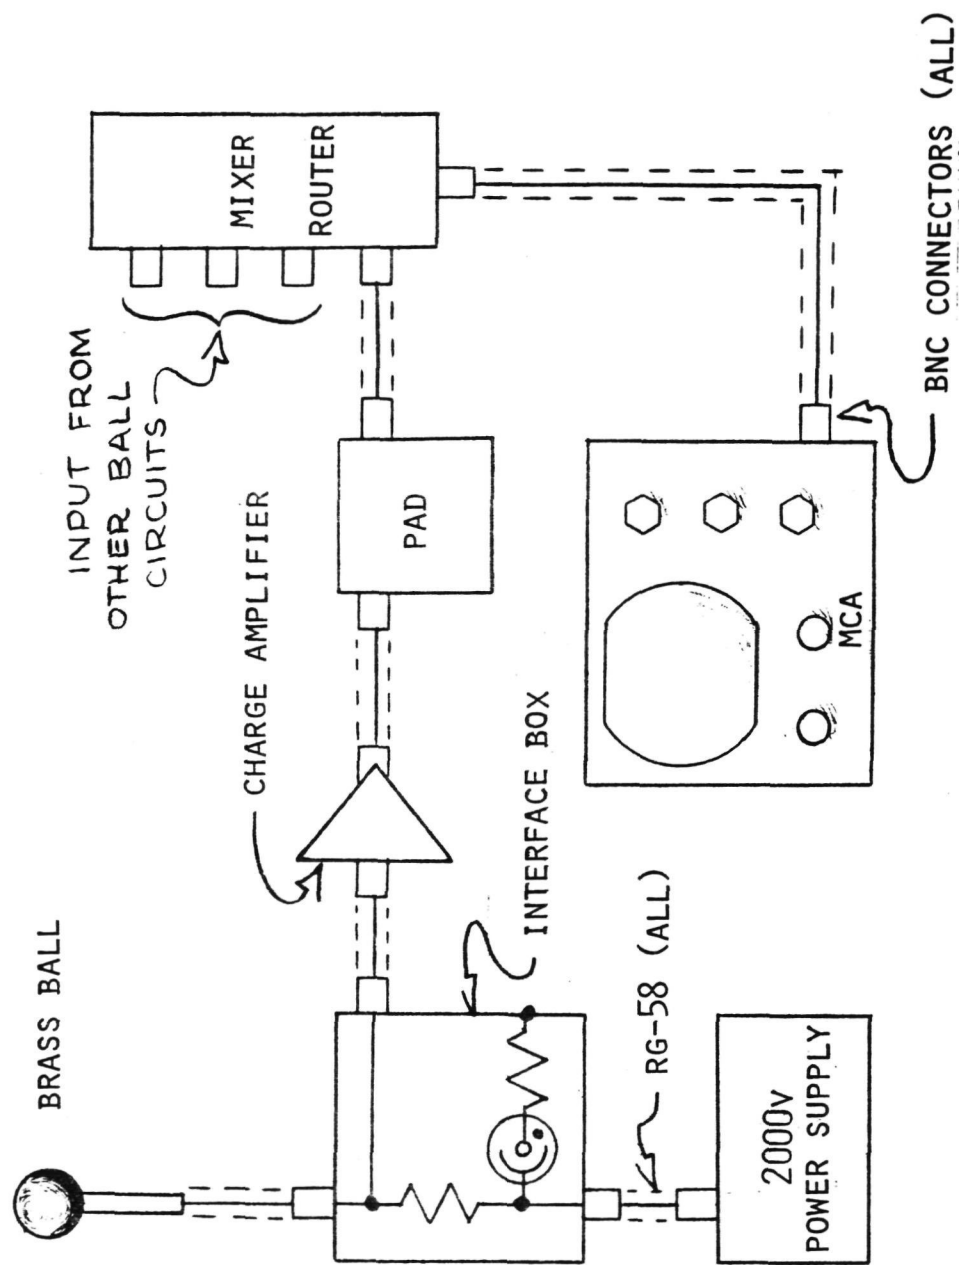 BRASS BALL
INPUT FROM
OTHER BALL
CIRCUITS
MIXER
ROUTER
CHARGE AMPLIFIER
PAD
INTERFACE BOX
RG-58 (ALL)
2000v
POWER SUPPLY
MCA
BNC CONNECTORS (ALL)